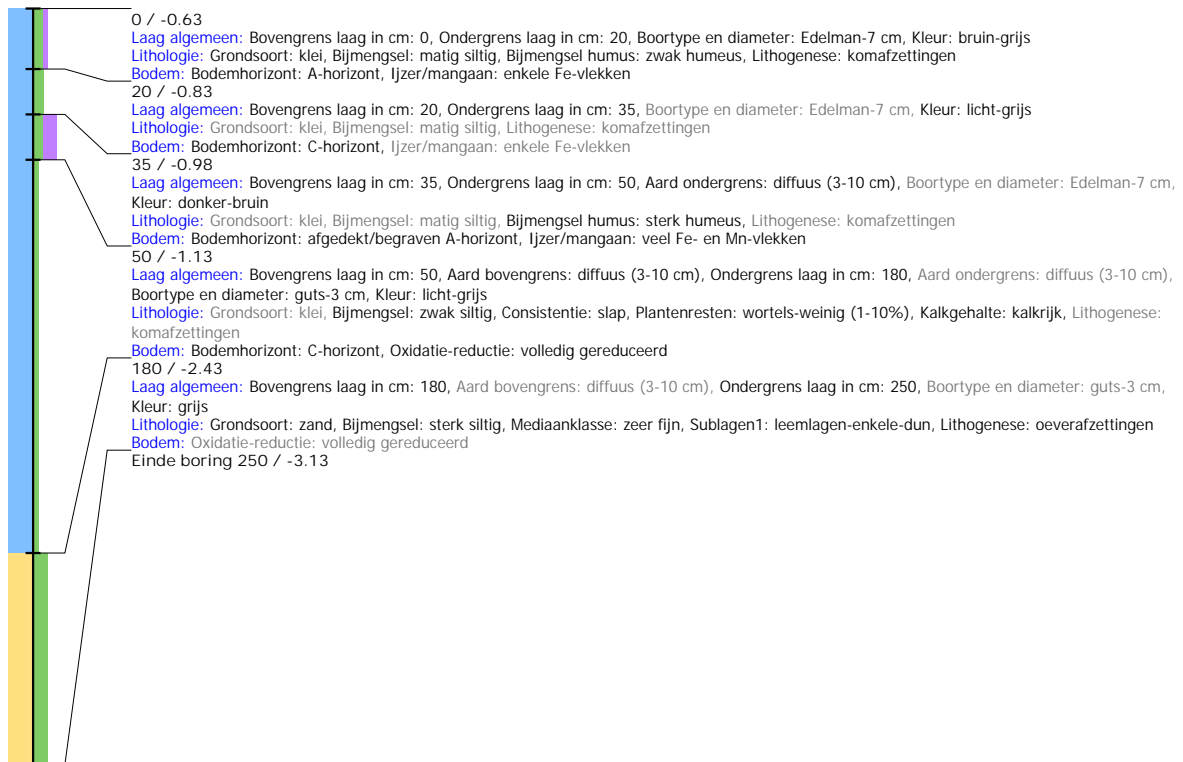 0 / -0.63
Laag algemeen: Bovengrens laag in cm: 0, Ondergrens laag in cm: 20, Boortype en diameter: Edelman-7 cm, Kleur: bruin-grijs
Lithologie: Grondsoort: klei, Bijmengsel: matig siltig, Bijmengsel humus: zwak humeus, Lithogenese: komafzettingen
Bodem: Bodemhorizont: A-horizont, Ijzer/mangaan: enkele Fe-vlekken
20 / -0.83
Laag algemeen: Bovengrens laag in cm: 20, Ondergrens laag in cm: 35, Boortype en diameter: Edelman-7 cm, Kleur: licht-grijs
Lithologie: Grondsoort: klei, Bijmengsel: matig siltig, Lithogenese: komafzettingen
Bodem: Bodemhorizont: C-horizont, Ijzer/mangaan: enkele Fe-vlekken
35 / -0.98
Laag algemeen: Bovengrens laag in cm: 35, Ondergrens laag in cm: 50, Aard ondergrens: diffuus (3-10 cm), Boortype en diameter: Edelman-7 cm,
Kleur: donker-bruin
Lithologie: Grondsoort: klei, Bijmengsel: matig siltig, Bijmengsel humus: sterk humeus, Lithogenese: komafzettingen
Bodem: Bodemhorizont: afgedekt/begraven A-horizont, Ijzer/mangaan: veel Fe- en Mn-vlekken
50 / -1.13
Laag algemeen: Bovengrens laag in cm: 50, Aard bovengrens: diffuus (3-10 cm), Ondergrens laag in cm: 180, Aard ondergrens: diffuus (3-10 cm),
Boortype en diameter: guts-3 cm, Kleur: licht-grijs
Lithologie: Grondsoort: klei, Bijmengsel: zwak siltig, Consistentie: slap, Plantenresten: wortels-weinig (1-10%), Kalkgehalte: kalkrijk, Lithogenese:
komafzettingen
Bodem: Bodemhorizont: C-horizont, Oxidatie-reductie: volledig gereduceerd
180 / -2.43
Laag algemeen: Bovengrens laag in cm: 180, Aard bovengrens: diffuus (3-10 cm), Ondergrens laag in cm: 250, Boortype en diameter: guts-3 cm,
Kleur: grijs
Lithologie: Grondsoort: zand, Bijmengsel: sterk siltig, Mediaanklasse: zeer fijn, Sublagen1: leemlagen-enkele-dun, Lithogenese: oeverafzettingen
Bodem: Oxidatie-reductie: volledig gereduceerd
Einde boring 250 / -3.13